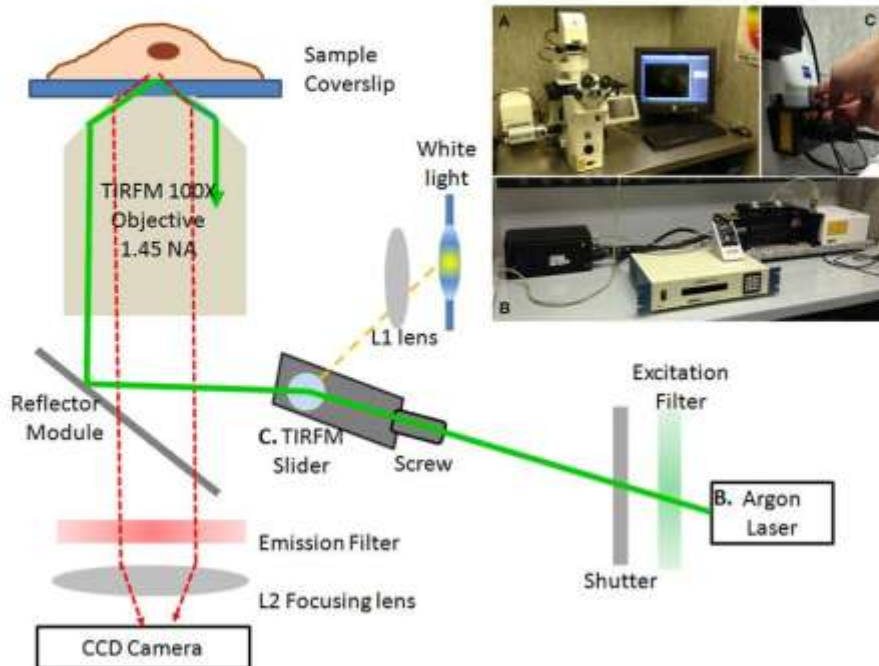 Sample
Coverslip
A
C
White
light
TIRFM 100X
Objective
1.45 NA
L1 lens
B
Excitation
Filter
Reflector
Module
C. TIRFM
Slider
Screw
B. Argon
Laser
Emission Filter
Shutter
L2 Focusing lens
CCD Camera